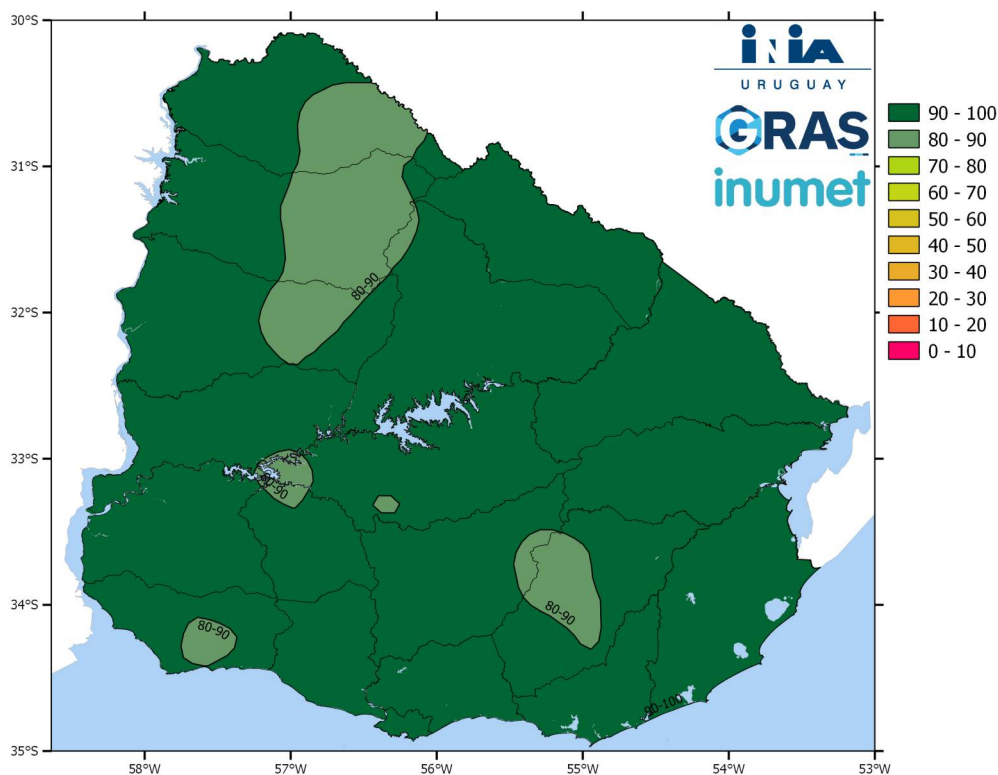 30°S
31°S
32°S
33°S
34°S
35°S
58°W
57°W
56°W
55°W
54°W
53°W
INIA
URUGUAY
GRAS
inumet
90 - 100
80 - 90
70 - 80
60 - 70
50 - 60
40 - 50
30 - 40
20 - 30
10 - 20
0 - 10
80-90
80-90
80-90
80-90
90-100